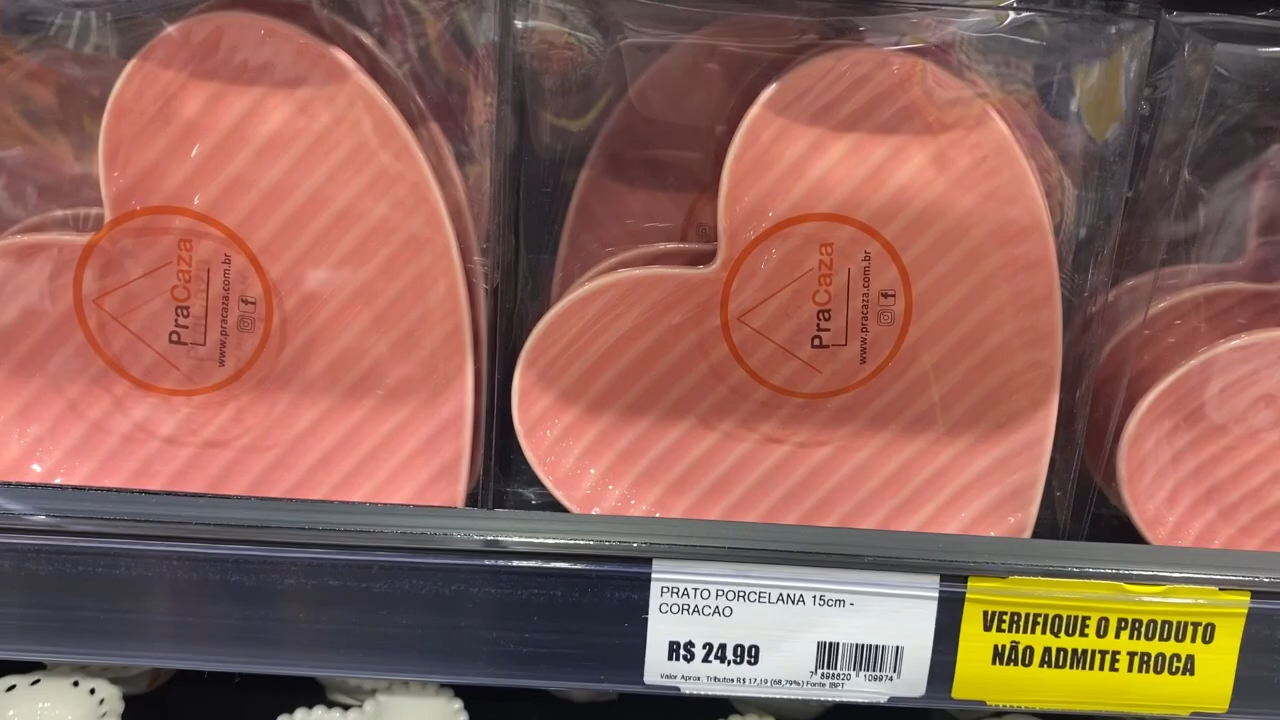 PraCaza
www.pracaza.com.br
PraCaza
www.pracaza.com.br
PRATO PORCELANA 15cm -
CORACAO
R$ 24,99
7 898620 109974
Valor Aprox. Tributos R$ 17,19 (68,79%) Fonte IBPT
VERIFIQUE O PRODUTO
NÃO ADMITE TROCA